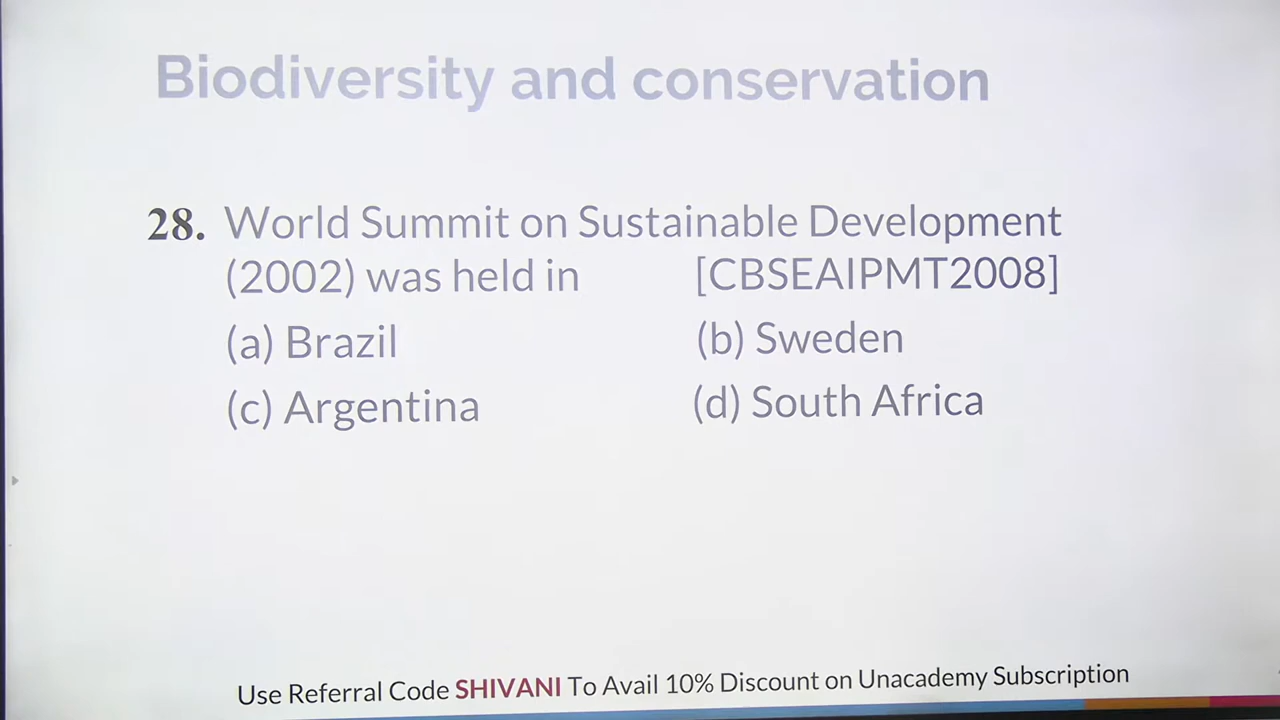 Biodiversity and conservation
28. World Summit on Sustainable Development
(2002) was held in [CBSEAIPMT2008]
(a) Brazil (b) Sweden
(c) Argentina (d) South Africa
Use Referral Code SHIVANI To Avail 10% Discount on Unacademy Subscription